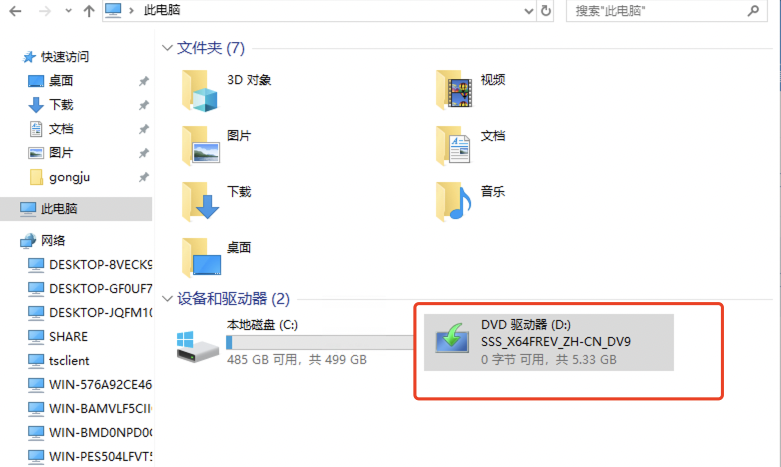 此电脑
搜索"此电脑"
快速访问
桌面
下载
文档
图片
gongju
此电脑
网络
DESKTOP-8VECK9
DESKTOP-GF0UF7
DESKTOP-JQFM10
SHARE
tsclient
WIN-576A92CE46
WIN-BAMVLF5CII
WIN-BMD0NPD0C
WIN-PES504LFVT5
文件夹 (7)
3D 对象
视频
图片
文档
下载
音乐
桌面
设备和驱动器 (2)
本地磁盘 (C:)
485 GB 可用，共 499 GB
DVD 驱动器 (D:)
SSS_X64FREV_ZH-CN_DV9
0 字节 可用，共 5.33 GB